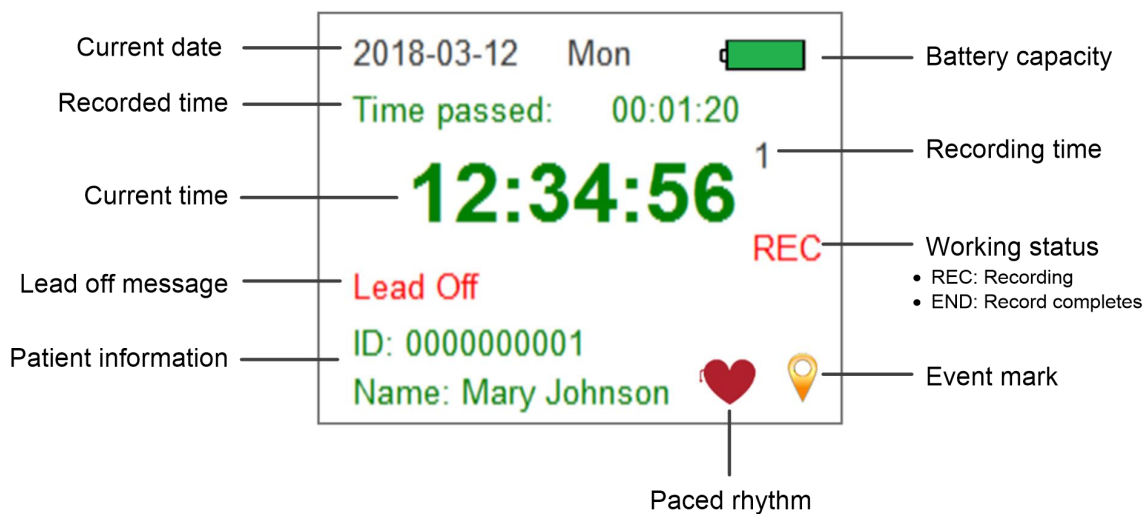 Current date
2018-03-12 Mon
Battery capacity
Recorded time
Time passed: 00:01:20
1
Recording time
Current time
12:34:56
REC
Working status
• REC: Recording
• END: Record completes
Lead off message
Lead Off
Patient information
ID: 0000000001
Name: Mary Johnson
Event mark
Paced rhythm